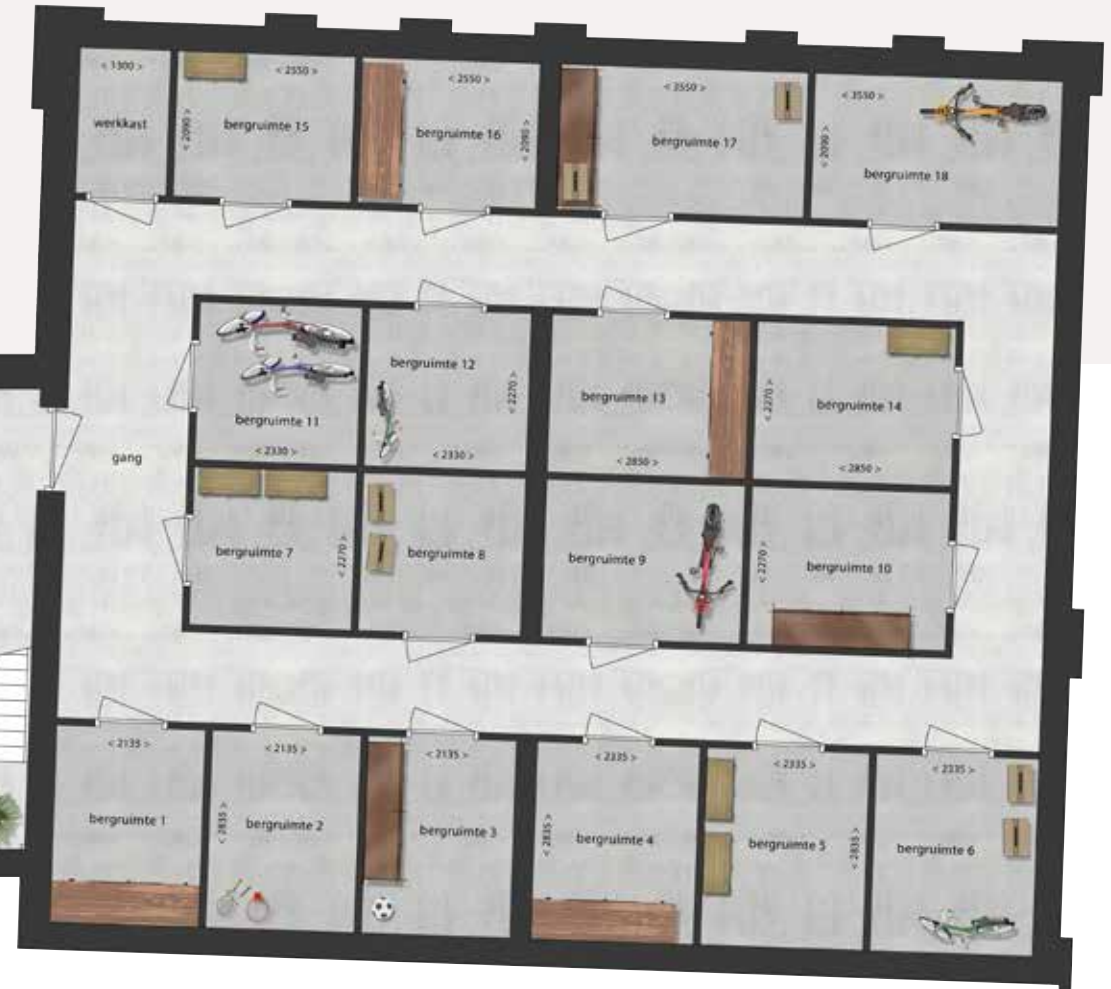 < 1300 >
werkkast
< 2090 >
< 2550 >
bergruimte 15
< 2550 >
bergruimte 16
< 2090 >
< 3550 >
bergruimte 17
< 3550 >
< 2090 >
bergruimte 18
bergruimte 11
< 2330 >
bergruimte 12
< 2270 >
< 2330 >
bergruimte 13
< 2850 >
< 2270 >
bergruimte 14
< 2850 >
gang
bergruimte 7
< 2270 >
bergruimte 8
bergruimte 9
< 2270 >
bergruimte 10
< 2135 >
bergruimte 1
< 2135 >
< 2835 >
bergruimte 2
< 2135 >
bergruimte 3
< 2335 >
< 2835 >
bergruimte 4
< 2335 >
bergruimte 5
< 2835 >
< 2335 >
bergruimte 6